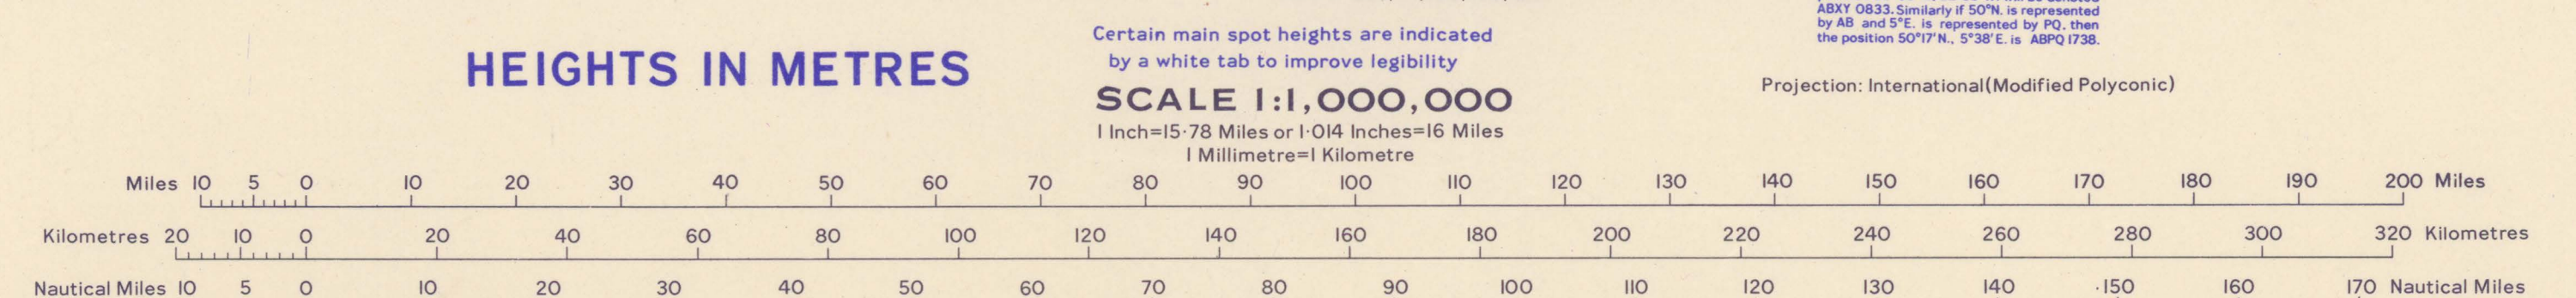 ABXY 0833. Similarly if 50°N. is represented
by AB and 5°E. is represented by PQ. then
the position 50°17'N., 5°38'E. is ABPQ 1738.
Certain main spot heights are indicated
by a white tab to improve legibility
HEIGHTS IN METRES
SCALE 1:1,000,000
Projection: International(Modified Polyconic)
1 Inch=15·78 Miles or 1·014 Inches=16 Miles
1 Millimetre=1 Kilometre
Miles 10 5 0 10 20 30 40 50 60 70 80 90 100 110 120 130 140 150 160 170 180 190 200 Miles
Kilometres 20 10 0 20 40 60 80 100 120 140 160 180 200 220 240 260 280 300 320 Kilometres
Nautical Miles 10 5 0 10 20 30 40 50 60 70 80 90 100 110 120 130 140 150 160 170 Nautical Miles